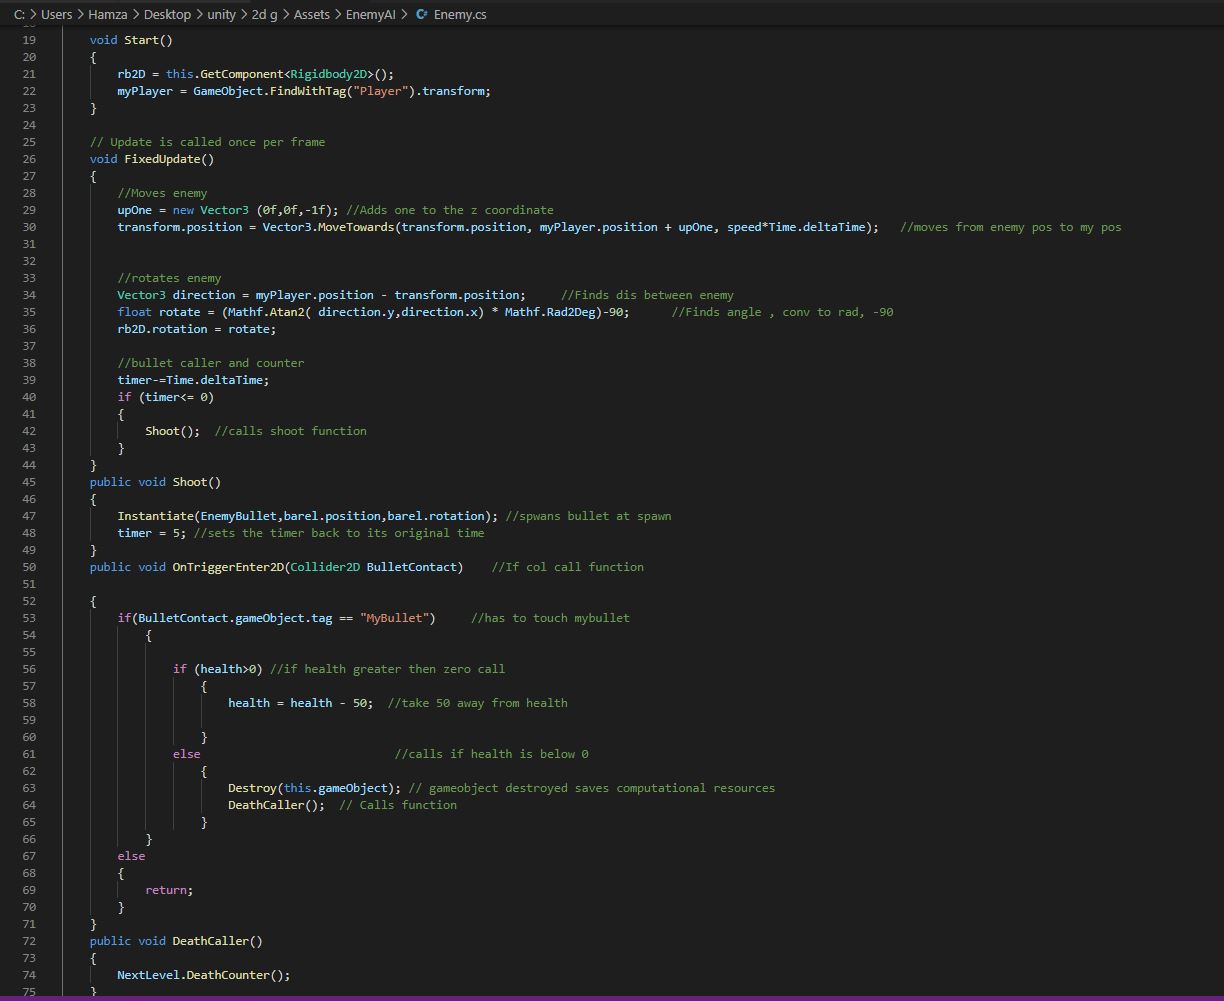 C: > Users > Hamza > Desktop > unity > 2d g > Assets > EnemyAI > Enemy.cs
19 void Start()
20 {
21 rb2D = this.GetComponent<Rigidbody2D>();
22 myPlayer = GameObject.FindWithTag("Player").transform;
23 }
24
25 // Update is called once per frame
26 void FixedUpdate()
27 {
28 //Moves enemy
29 upOne = new Vector3 (0f,0f,-1f); //Adds one to the z coordinate
30 transform.position = Vector3.MoveTowards(transform.position, myPlayer.position + upOne, speed*Time.deltaTime); //moves from enemy pos to my pos
31
32
33 //rotates enemy
34 Vector3 direction = myPlayer.position - transform.position; //Finds dis between enemy
35 float rotate = (Mathf.Atan2( direction.y,direction.x) * Mathf.Rad2Deg)-90; //Finds angle , conv to rad, -90
36 rb2D.rotation = rotate;
37
38 //bullet caller and counter
39 timer-=Time.deltaTime;
40 if (timer<= 0)
41 {
42 Shoot(); //calls shoot function
43 }
44 }
45 public void Shoot()
46 {
47 Instantiate(EnemyBullet,barel.position,barel.rotation); //spwans bullet at spawn
48 timer = 5; //sets the timer back to its original time
49 }
50 public void OnTriggerEnter2D(Collider2D BulletContact) //If col call function
51
52 {
53 if(BulletContact.gameObject.tag == "MyBullet") //has to touch mybullet
54 {
55
56 if (health>0) //if health greater then zero call
57 {
58 health = health - 50; //take 50 away from health
59
60 }
61 else //calls if health is below 0
62 {
63 Destroy(this.gameObject); // gameobject destroyed saves computational resources
64 DeathCaller(); // Calls function
65 }
66 }
67 else
68 {
69 return;
70 }
71 }
72 public void DeathCaller()
73 {
74 NextLevel.DeathCounter();
75 }